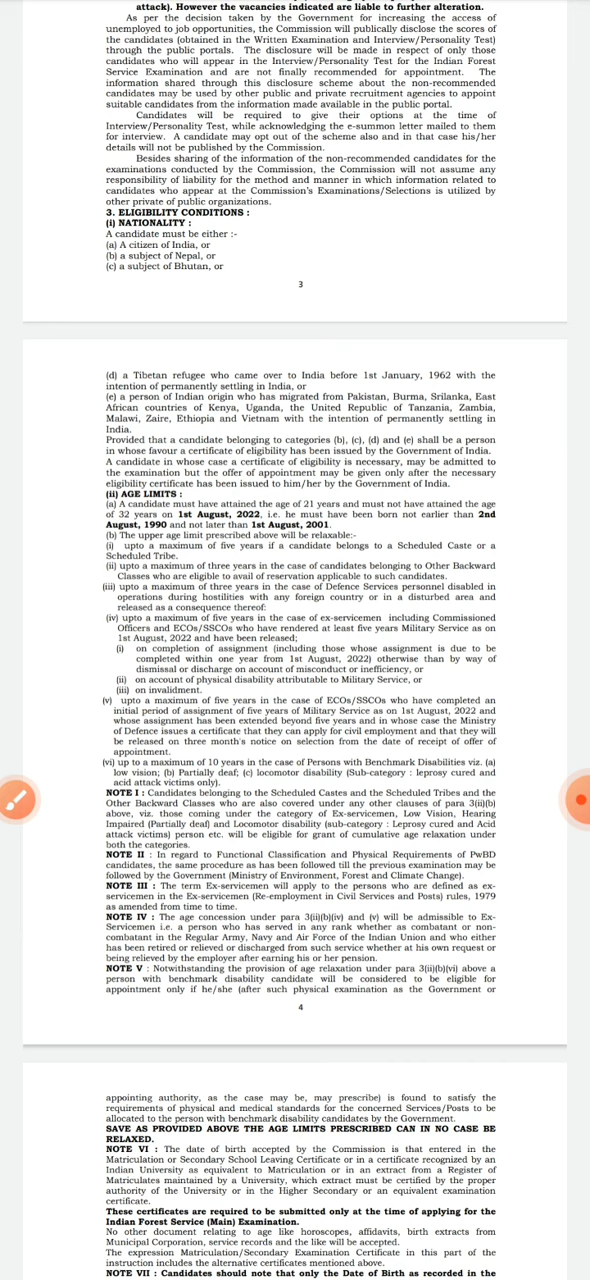 attack). However the vacancies indicated are liable to further alteration.
As per the decision taken by the Government for increasing the access of
unemployed to job opportunities, the Commission will publically disclose the scores of
the candidates (obtained in the Written Examination and Interview/Personality Test)
through the public portals. The disclosure will be made in respect of only those
candidates who will appear in the Interview/Personality Test for the Indian Forest
Service Examination and are not finally recommended for appointment. The
information shared through this disclosure scheme about the non-recommended
candidates may be used by other public and private recruitment agencies to appoint
suitable candidates from the information made available in the public portal.
Candidates will be required to give their options at the time of
Interview/Personality Test, while acknowledging the e-summon letter mailed to them
for interview. A candidate may opt out of the scheme also and in that case his/her
details will not be published by the Commission.
Besides sharing of the information of the non-recommended candidates for the
examinations conducted by the Commission, the Commission will not assume any
responsibility of liability for the method and manner in which information related to
candidates who appear at the Commission's Examinations/Selections is utilized by
other private of public organizations.
3. ELIGIBILITY CONDITIONS :
(i) NATIONALITY :
A candidate must be either :-
(a) A citizen of India, or
(b) a subject of Nepal, or
(c) a subject of Bhutan, or
3
(d) a Tibetan refugee who came over to India before 1st January, 1962 with the
intention of permanently settling in India, or
(e) a person of Indian origin who has migrated from Pakistan, Burma, Srilanka, East
African countries of Kenya, Uganda, the United Republic of Tanzania, Zambia,
Malawi, Zaire, Ethiopia and Vietnam with the intention of permanently settling in
India.
Provided that a candidate belonging to categories (b), (c), (d) and (e) shall be a person
in whose favour a certificate of eligibility has been issued by the Government of India.
A candidate in whose case a certificate of eligibility is necessary, may be admitted to
the examination but the offer of appointment may be given only after the necessary
eligibility certificate has been issued to him/her by the Government of India.
(ii) AGE LIMITS :
(a) A candidate must have attained the age of 21 years and must not have attained the age
of 32 years on 1st August, 2022, i.e. he must have been born not earlier than 2nd
August, 1990 and not later than 1st August, 2001.
(b) The upper age limit prescribed above will be relaxable:-
(i) upto a maximum of five years if a candidate belongs to a Scheduled Caste or a
Scheduled Tribe.
(ii) upto a maximum of three years in the case of candidates belonging to Other Backward
Classes who are eligible to avail of reservation applicable to such candidates.
(iii) upto a maximum of three years in the case of Defence Services personnel disabled in
operations during hostilities with any foreign country or in a disturbed area and
released as a consequence thereof:
(iv) upto a maximum of five years in the case of ex-servicemen including Commissioned
Officers and ECOs/SSCOs who have rendered at least five years Military Service as on
1st August, 2022 and have been released;
(i) on completion of assignment (including those whose assignment is due to be
completed within one year from 1st August, 2022) otherwise than by way of
dismissal or discharge on account of misconduct or inefficiency, or
(ii) on account of physical disability attributable to Military Service, or
(iii) on invalidment.
(v) upto a maximum of five years in the case of ECOs/SSCOs who have completed an
initial period of assignment of five years of Military Service as on 1st August, 2022 and
whose assignment has been extended beyond five years and in whose case the Ministry
of Defence issues a certificate that they can apply for civil employment and that they will
be released on three month's notice on selection from the date of receipt of offer of
appointment.
(vi) up to a maximum of 10 years in the case of Persons with Benchmark Disabilities viz. (a)
low vision; (b) Partially deaf; (c) locomotor disability (Sub-category : leprosy cured and
acid attack victims only).
NOTE I : Candidates belonging to the Scheduled Castes and the Scheduled Tribes and the
Other Backward Classes who are also covered under any other clauses of para 3(ii)(b)
above, viz. those coming under the category of Ex-servicemen, Low Vision, Hearing
Impaired (Partially deaf) and Locomotor disability (sub-category : Leprosy cured and Acid
attack victims) person etc. will be eligible for grant of cumulative age relaxation under
both the categories.
NOTE II : In regard to Functional Classification and Physical Requirements of PwBD
candidates, the same procedure as has been followed till the previous examination may be
followed by the Government (Ministry of Environment, Forest and Climate Change).
NOTE III : The term Ex-servicemen will apply to the persons who are defined as ex-
servicemen in the Ex-servicemen (Re-employment in Civil Services and Posts) rules, 1979
as amended from time to time.
NOTE IV : The age concession under para 3(ii)(b)(iv) and (v) will be admissible to Ex-
Servicemen i.e. a person who has served in any rank whether as combatant or non-
combatant in the Regular Army, Navy and Air Force of the Indian Union and who either
has been retired or relieved or discharged from such service whether at his own request or
being relieved by the employer after earning his or her pension.
NOTE V : Notwithstanding the provision of age relaxation under para 3(ii)(b)(vi) above a
person with benchmark disability candidate will be considered to be eligible for
appointment only if he/she (after such physical examination as the Government or
4
appointing authority, as the case may be, may prescribe) is found to satisfy the
requirements of physical and medical standards for the concerned Services/Posts to be
allocated to the person with benchmark disability candidates by the Government.
SAVE AS PROVIDED ABOVE THE AGE LIMITS PRESCRIBED CAN IN NO CASE BE
RELAXED.
NOTE VI : The date of birth accepted by the Commission is that entered in the
Matriculation or Secondary School Leaving Certificate or in a certificate recognized by an
Indian University as equivalent to Matriculation or in an extract from a Register of
Matriculates maintained by a University, which extract must be certified by the proper
authority of the University or in the Higher Secondary or an equivalent examination
certificate.
These certificates are required to be submitted only at the time of applying for the
Indian Forest Service (Main) Examination.
No other document relating to age like horoscopes, affidavits, birth extracts from
Municipal Corporation, service records and the like will be accepted.
The expression Matriculation/Secondary Examination Certificate in this part of the
instruction includes the alternative certificates mentioned above.
NOTE VII : Candidates should note that only the Date of Birth as recorded in the